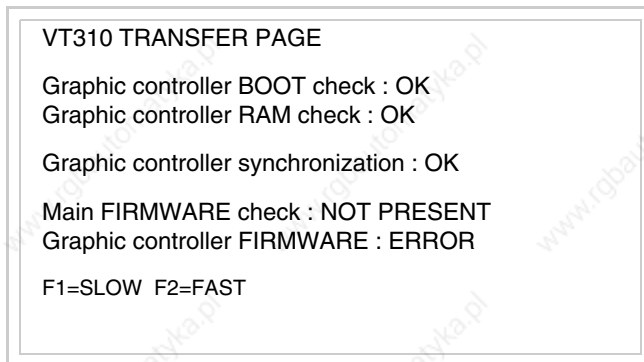 VT310 TRANSFER PAGE
Graphic controller BOOT check : OK
Graphic controller RAM check : OK
Graphic controller synchronization : OK
Main FIRMWARE check : NOT PRESENT
Graphic controller FIRMWARE : ERROR
F1=SLOW F2=FAST